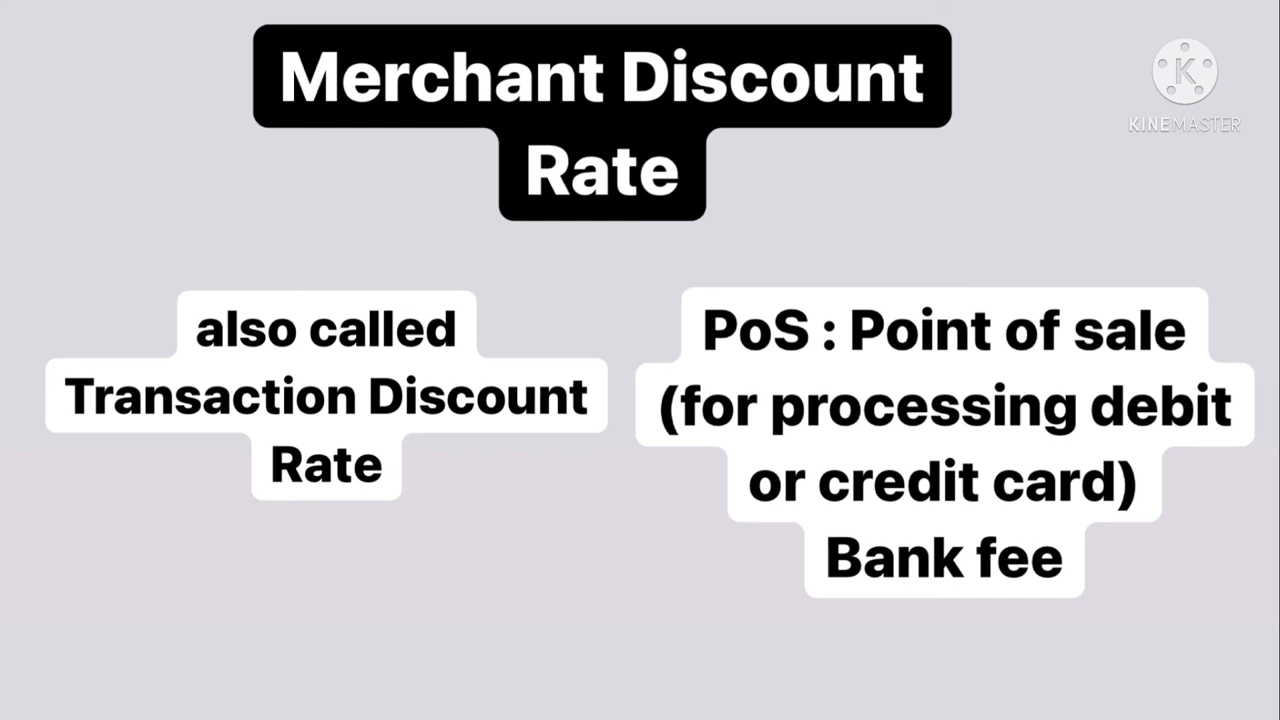 Merchant Discount
Rate
KINEMASTER
also called
Transaction Discount
Rate
PoS : Point of sale
(for processing debit
or credit card)
Bank fee